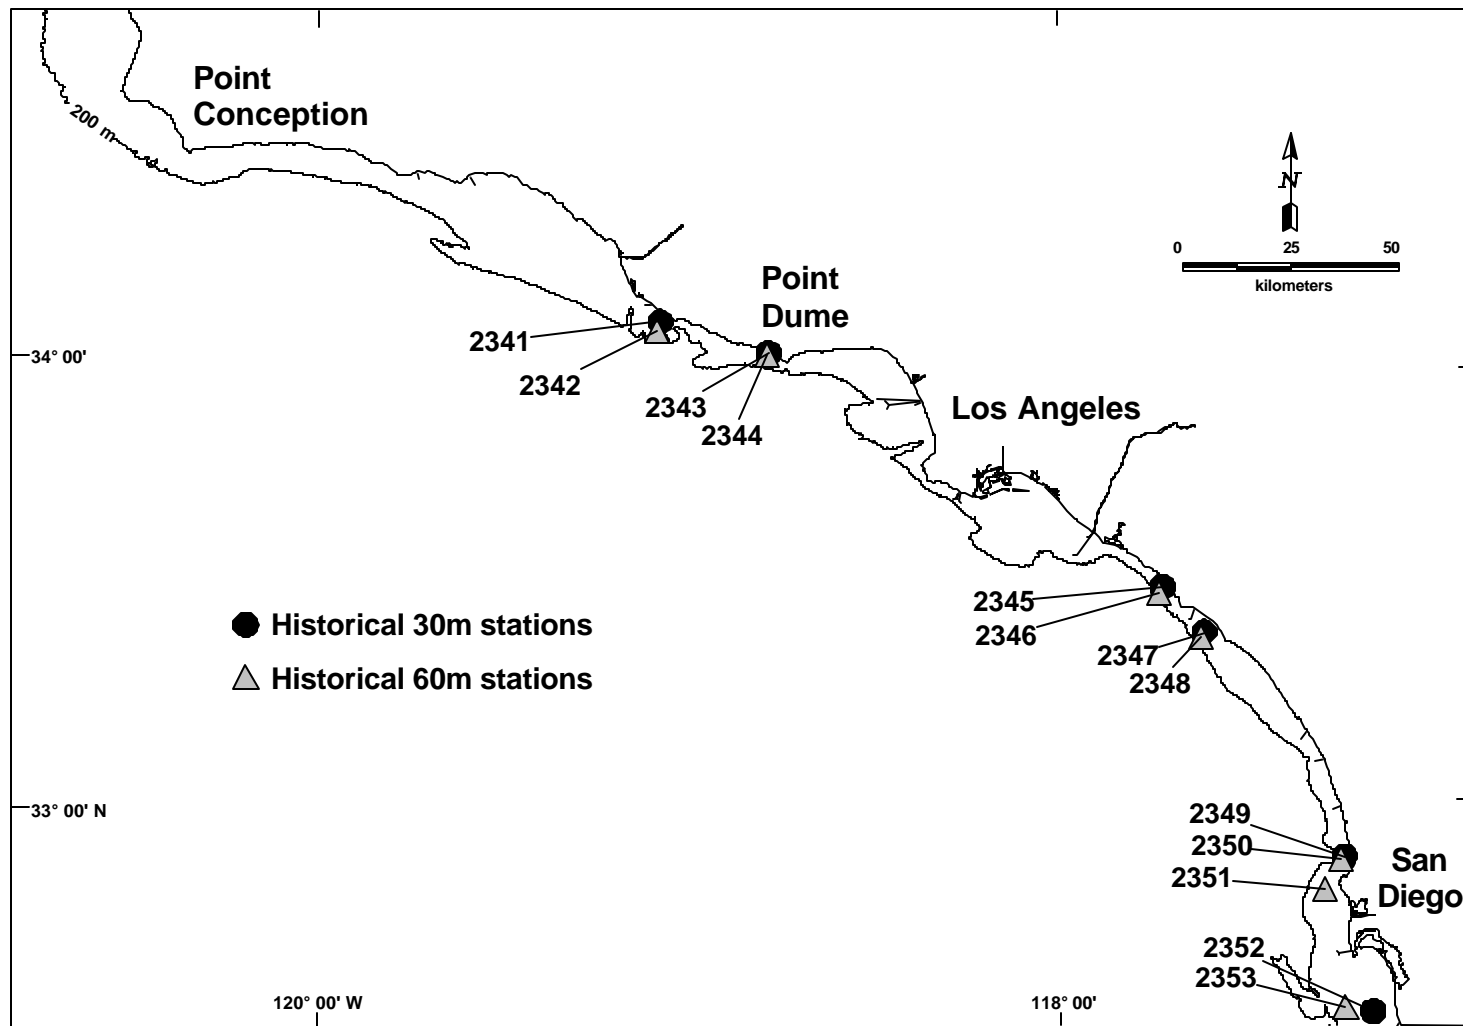 Point
Conception
200 m
N
0 25 50
kilometers
Point
Dume
2341
2342
34° 00'
2343
2344
Los Angeles
2345
2346
Historical 30m stations
2347
Historical 60m stations
2348
33° 00' N
2349
2350
2351
San
Diego
2352
2353
120° 00' W
118° 00'